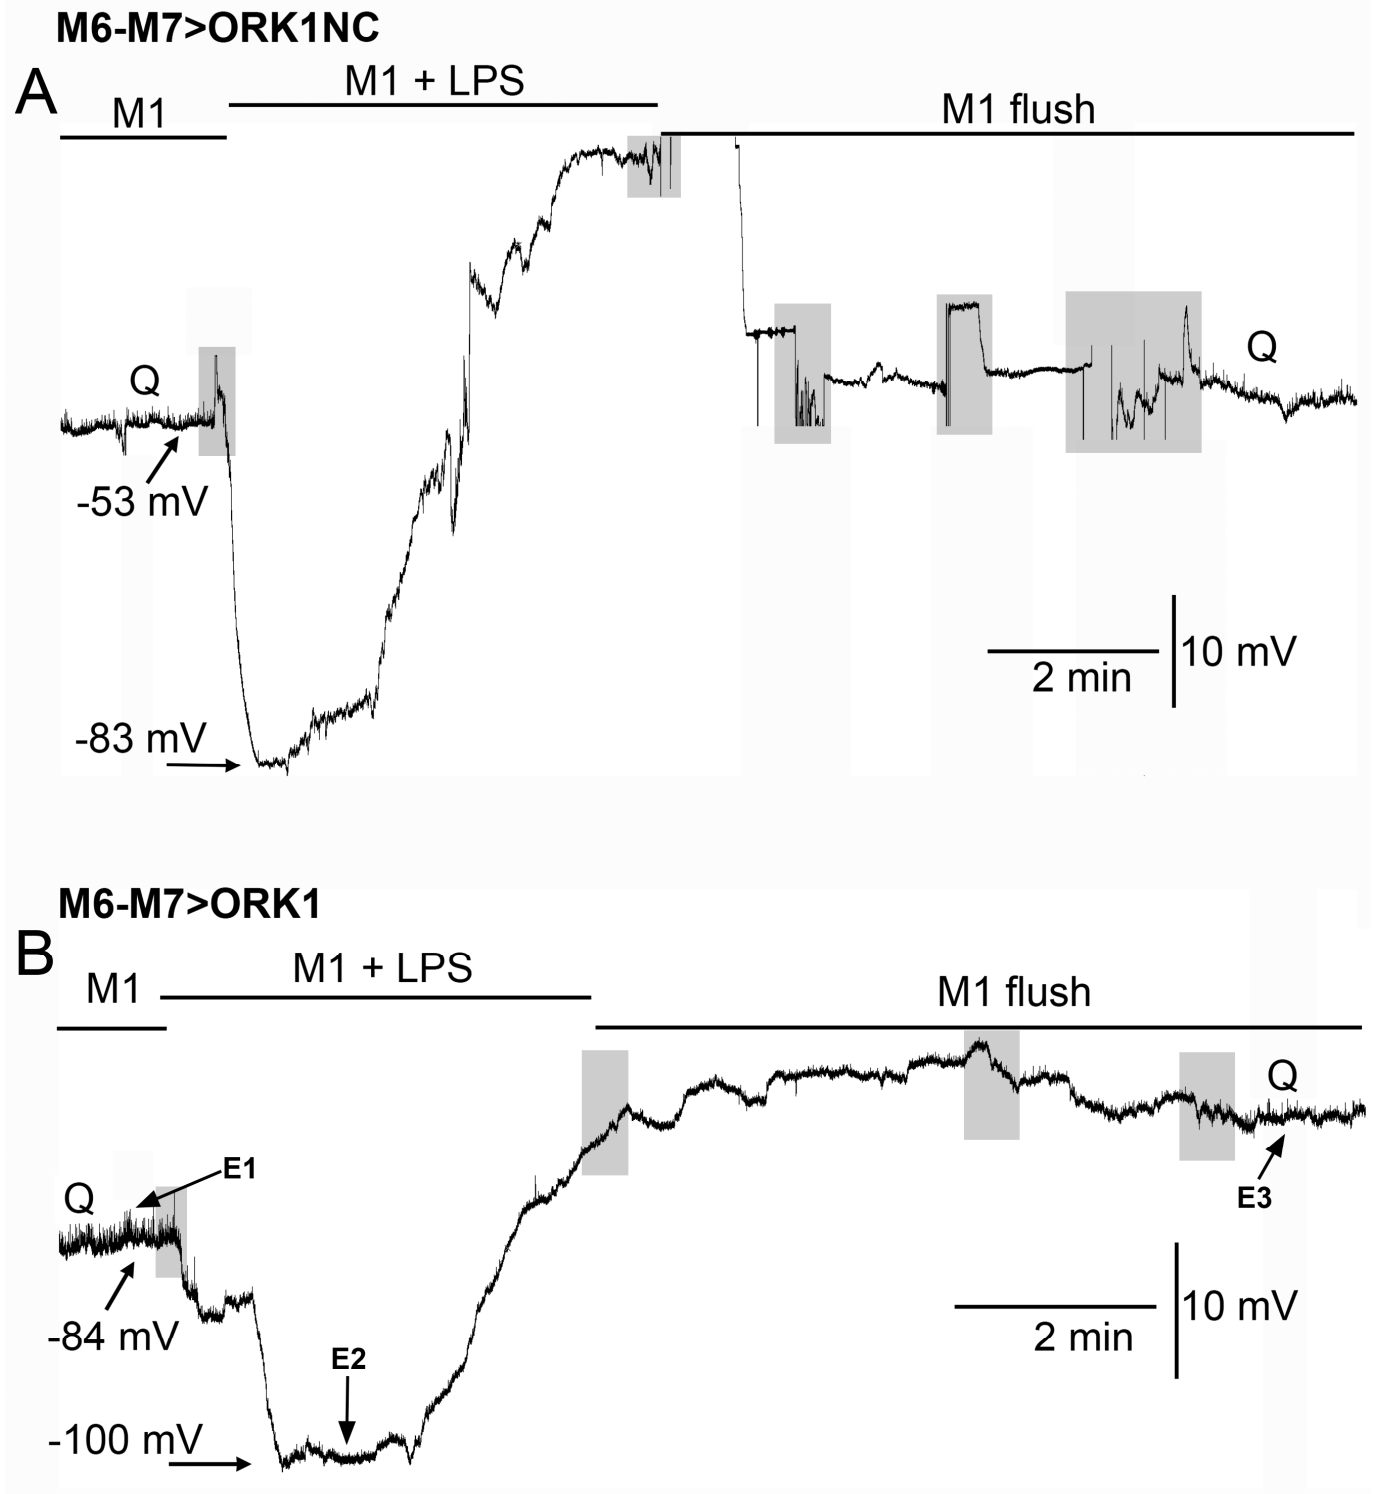 M6-M7>ORK1NC
A
M1 + LPS
M1
M1 flush
Q
Q
-53 mV
10 mV
2 min
-83 mV
M6-M7>ORK1
B
M1 + LPS
M1
M1 flush
Q
E1
Q
E3
-84 mV
10 mV
2 min
E2
-100 mV